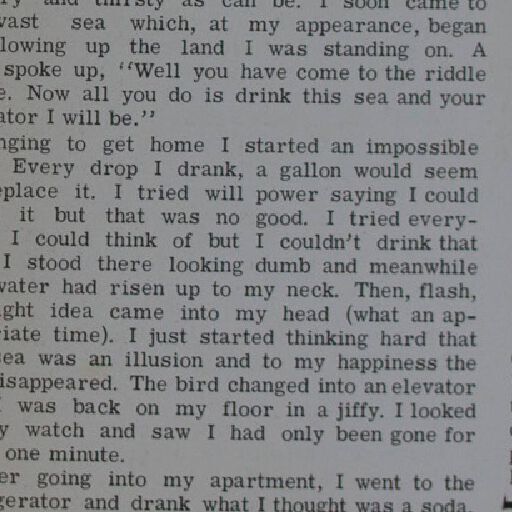 and thirsty as can be. I soon came to
vast sea which, at my appearance, began
lowing up the land I was standing on. A
spoke up, "Well you have come to the riddle
e. Now all you do is drink this sea and your
ator I will be."
nging to get home I started an impossible
Every drop I drank, a gallon would seem
eplace it. I tried will power saying I could
it but that was no good. I tried every-
I could think of but I couldn't drink that
I stood there looking dumb and meanwhile
water had risen up to my neck. Then, flash,
ght idea came into my head (what an ap-
riate time). I just started thinking hard that
sea was an illusion and to my happiness the
isappeared. The bird changed into an elevator
was back on my floor in a jiffy. I looked
y watch and saw I had only been gone for
one minute.
er going into my apartment, I went to the
gerator and drank what I thought was a soda.